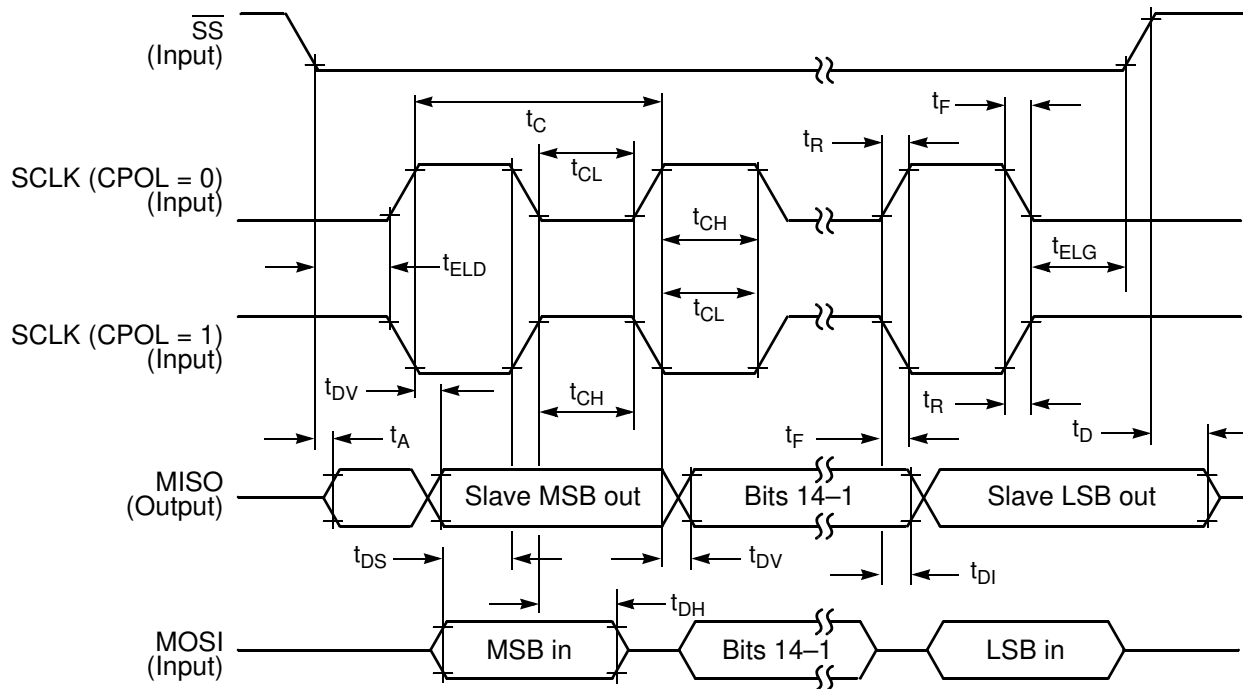 SS
(Input)
tC
tF
tR
SCLK (CPOL = 0)
(Input)
tCL
tCH
tELD
tELG
tCL
SCLK (CPOL = 1)
(Input)
tDV
tCH
tR
tA
tF
tD
MISO
(Output)
Slave MSB out
Bits 14–1
Slave LSB out
tDS
tDV
tDI
tDH
MOSI
(Input)
MSB in
Bits 14–1
LSB in